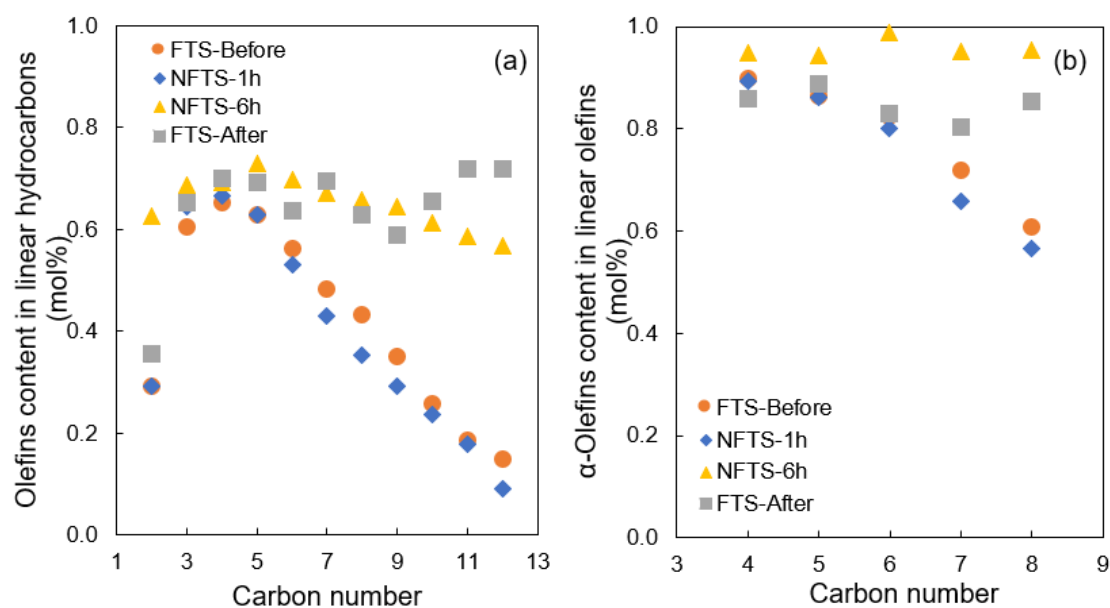 Olefins content in linear hydrocarbons
(mol%)
1.0
0.8
0.6
0.4
0.2
0.0
FTS-Before
NFTS-1h
NFTS-6h
FTS-After
(a)
1 3 5 7 9 11 13
Carbon number
α-Olefins content in linear olefins
(mol%)
1.0
0.8
0.6
0.4
0.2
0.0
(b)
FTS-Before
NFTS-1h
NFTS-6h
FTS-After
3 4 5 6 7 8 9
Carbon number